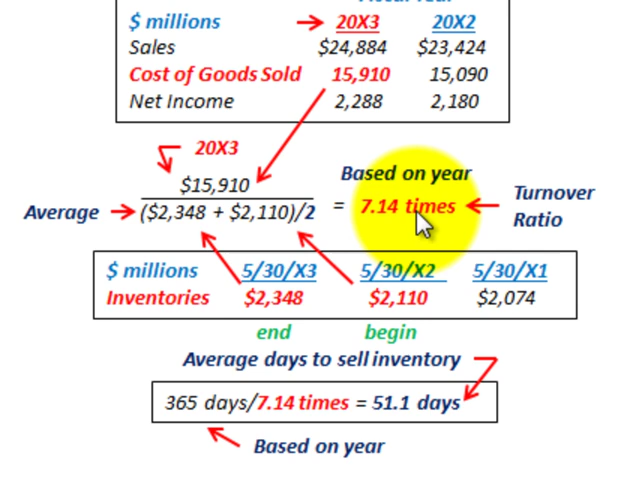 $ millions 20X3 20X2
Sales $24,884 $23,424
Cost of Goods Sold 15,910 15,090
Net Income 2,288 2,180
20X3
$15,910
Based on year
Average ($2,348 + $2,110)/2 = 7.14 times Turnover
Ratio
$ millions 5/30/X3 5/30/X2 5/30/X1
Inventories $2,348 $2,110 $2,074
end begin
Average days to sell inventory
365 days/7.14 times = 51.1 days
Based on year